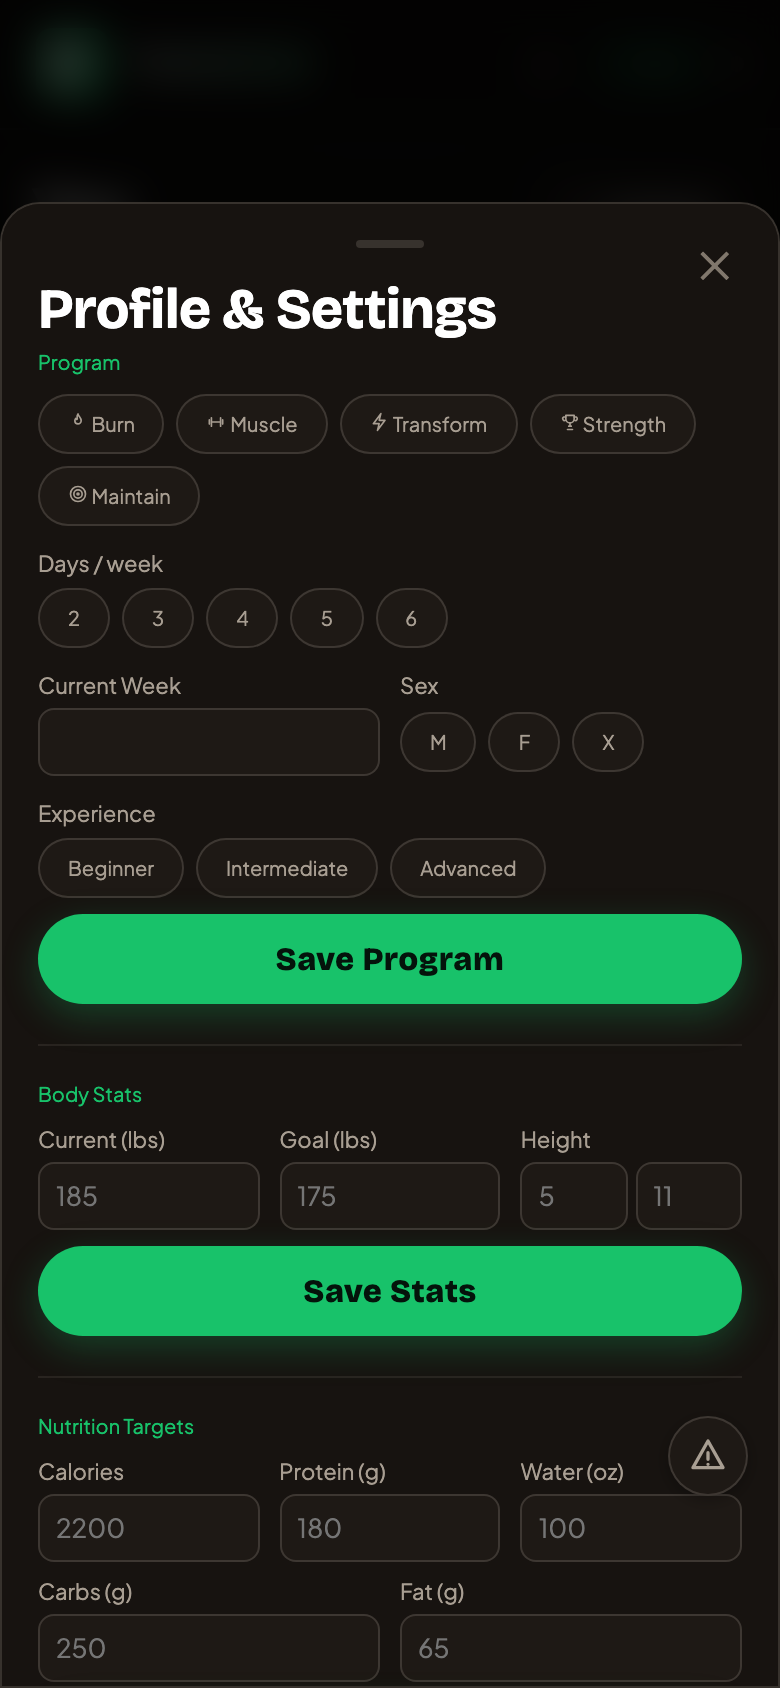 Profile & Settings
Program
Burn Muscle Transform Strength
Maintain
Days / week
2 3 4 5 6
Current Week Sex
M F X
Experience
Beginner Intermediate Advanced
Save Program
Body Stats
Current (lbs) Goal (lbs) Height
185 175 5 11
Save Stats
Nutrition Targets
Calories Protein (g) Water (oz)
2200 180 100
Carbs (g) Fat (g)
250 65